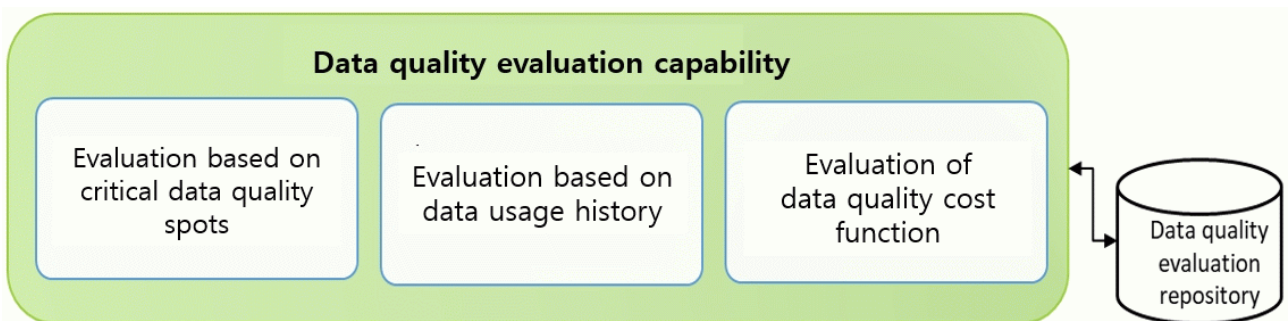 Data quality evaluation capability
Evaluation based on
critical data quality
spots
Evaluation based on
data usage history
Evaluation of
data quality cost
function
Data quality
evaluation
repository